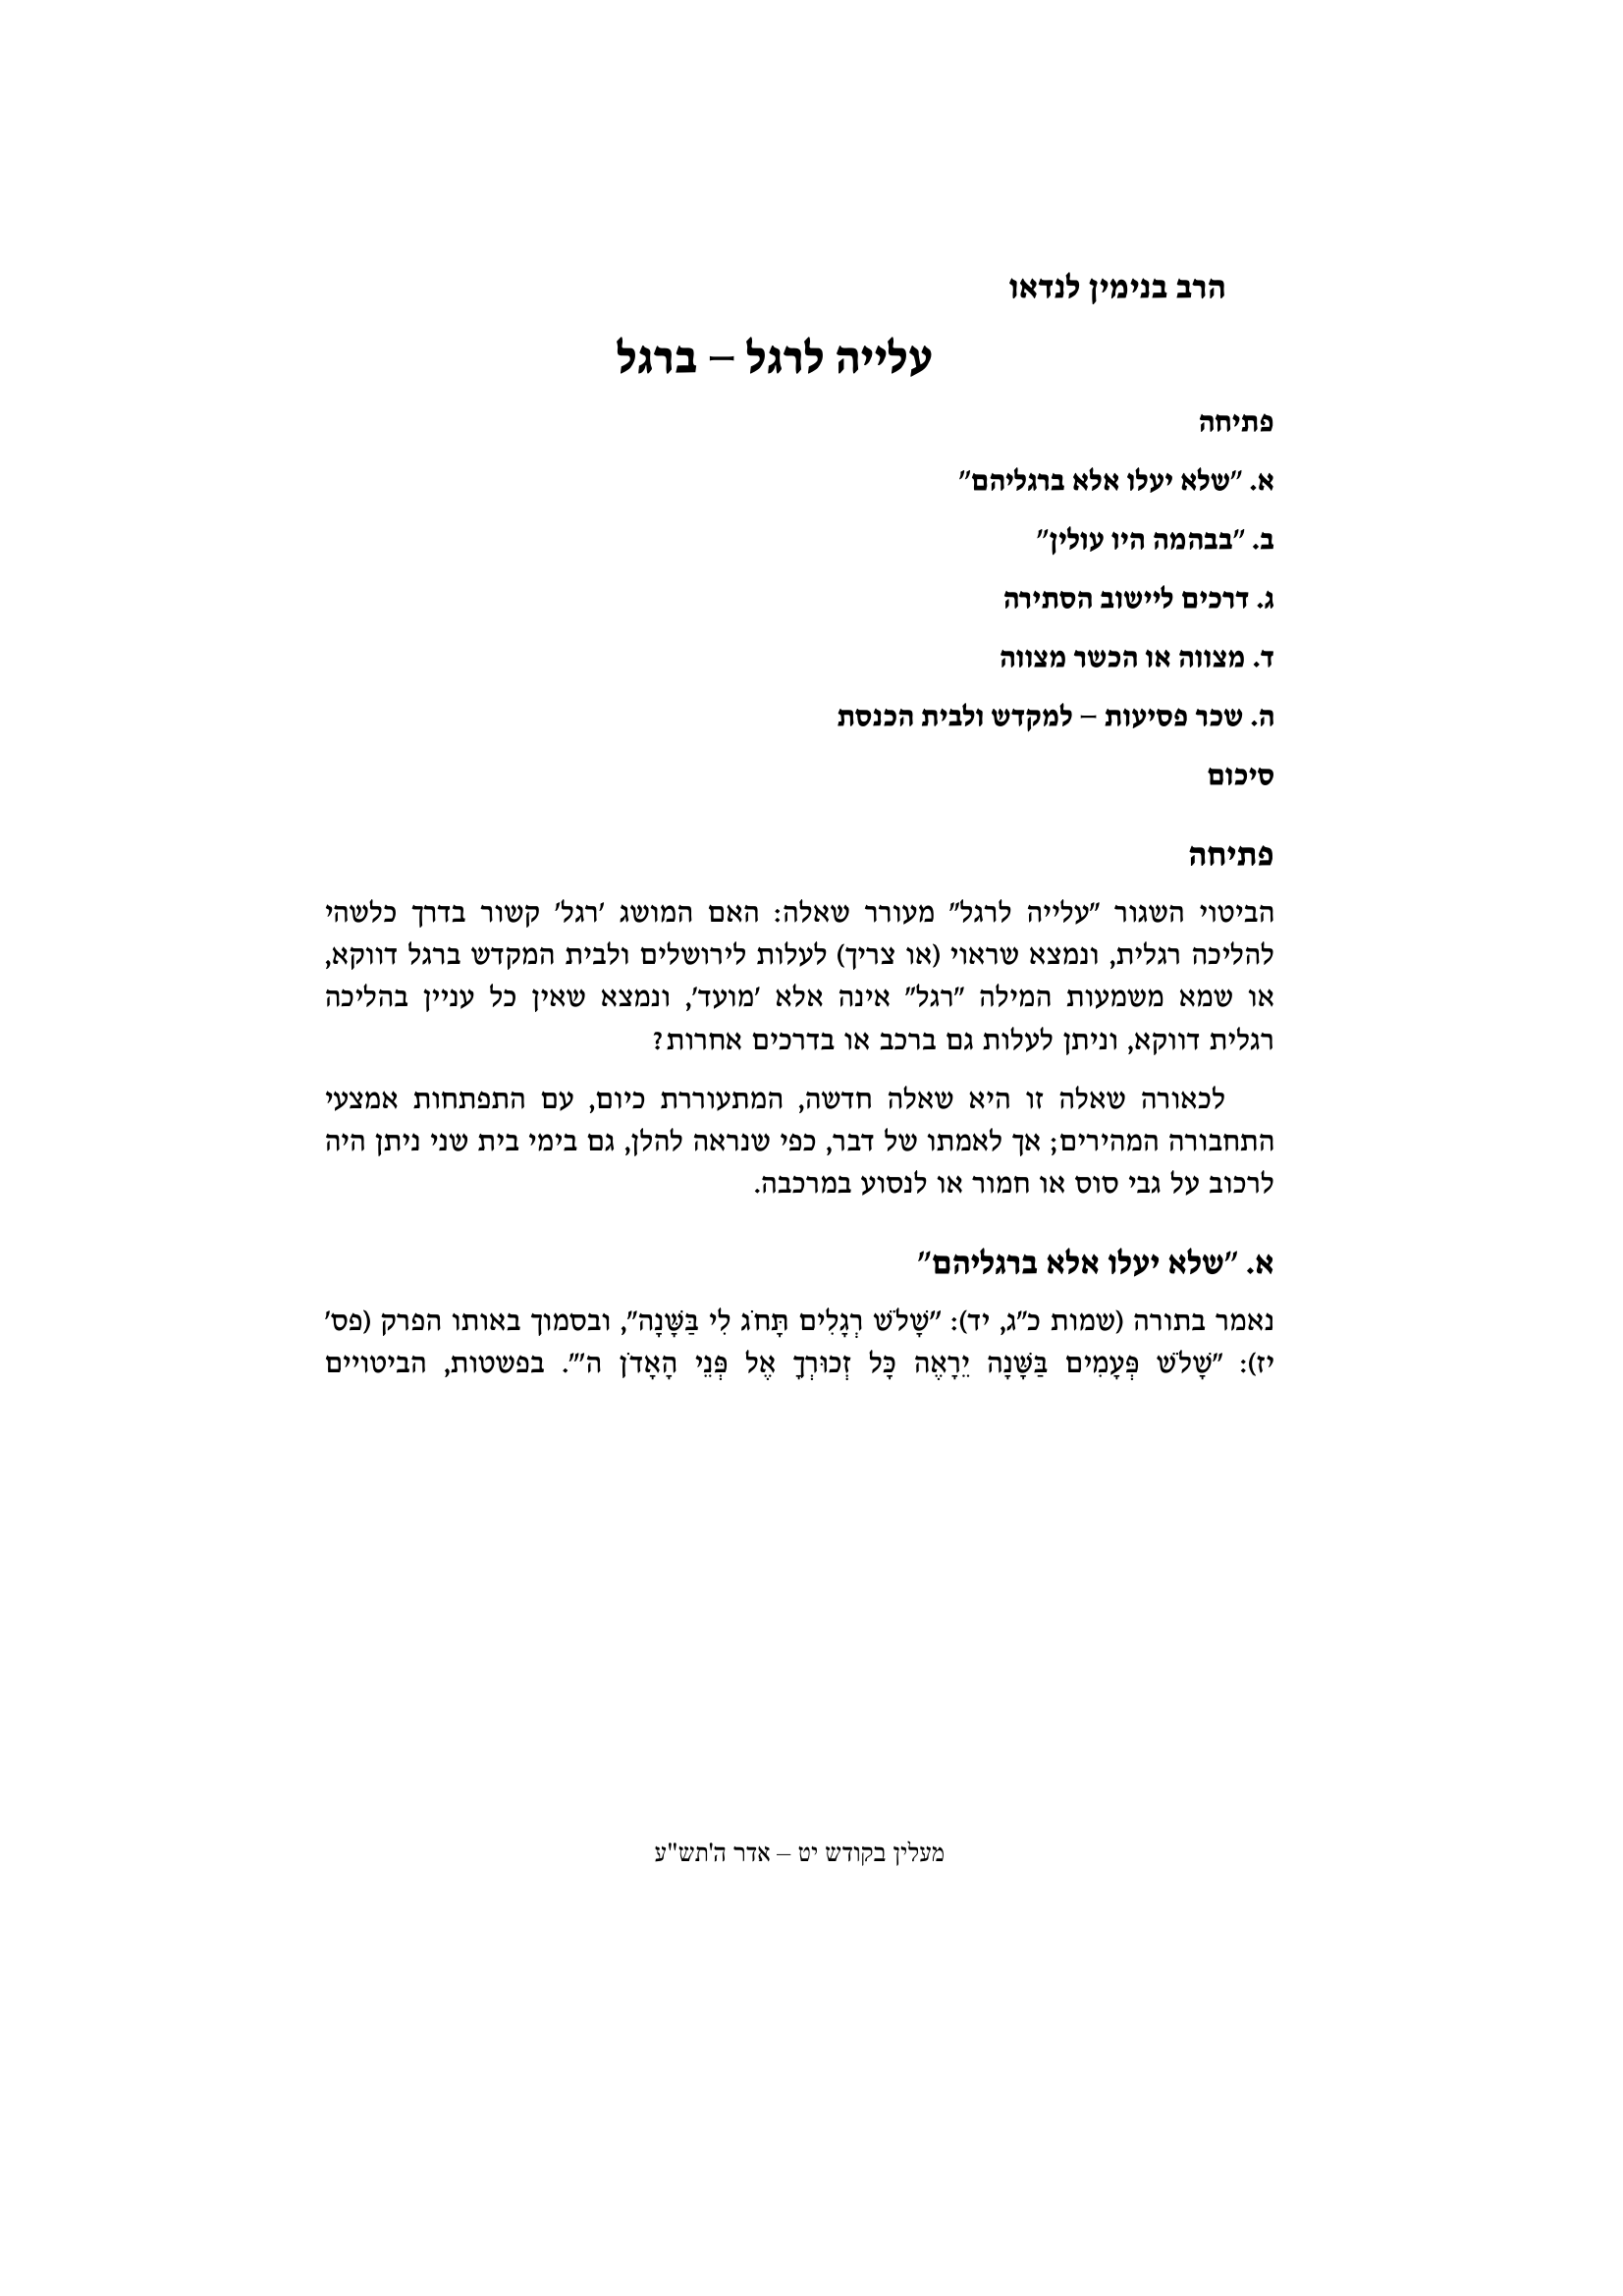 הרב בנימין לנדאו
עלייה לרגל – ברגל
פתיחה
א. ״שלא יעלו אלא ברגליהם״
ב. ״בבהמה היו עולין״
ג. דרכים ליישוב הסתירה
ד. מצווה או הכשר מצווה
ה. שכר פסיעות – למקדש ולבית הכנסת
סיכום
פתיחה
הביטוי השגור ״עלייה לרגל״ מעורר שאלה: האם המושג ׳רגל׳ קשור בדרך כלשהי
להליכה רגלית, ונמצא שראוי (או צריך) לעלות לירושלים ולבית המקדש ברגל דווקא,
או שמא משמעות המילה ״רגל״ אינה אלא ׳מועד׳, ונמצא שאין כל עניין בהליכה
רגלית דווקא, וניתן לעלות גם ברכב או בדרכים אחרות?
לכאורה שאלה זו היא שאלה חדשה, המתעוררת כיום, עם התפתחות אמצעי
התחבורה המהירים; אך לאמתו של דבר, כפי שנראה להלן, גם בימי בית שני ניתן היה
לרכוב על גבי סוס או חמור או לנסוע במרכבה.
א. ״שלא יעלו אלא ברגליהם״
נאמר בתורה (שמות כ״ג, יד): ״שָׁלֹשׁ רְגָלִים תָּחֹג לִי בַּשָּׁנָה״, ובסמוך באותו הפרק (פס׳
יז): ״שָׁלֹשׁ פְּעָמִים בַּשָּׁנָה יֵרָאֶה כָּל זְכוּרְךָ אֶל פְּנֵי הָאָדֹן ה׳״. בפשטות, הביטויים
מעלין בקודש יט – אדר ה'תש"ע